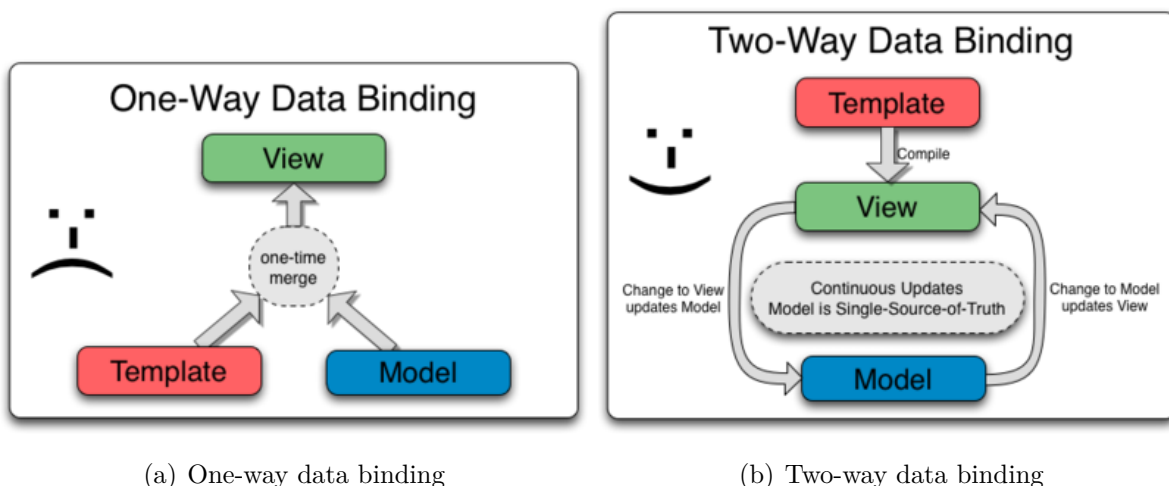 One-Way Data Binding
View
one-time
merge
Template
Model
(a) One-way data binding
Two-Way Data Binding
Template
Compile
View
Change to View
updates Model
Continuous Updates
Model is Single-Source-of-Truth
Change to Model
updates View
Model
(b) Two-way data binding